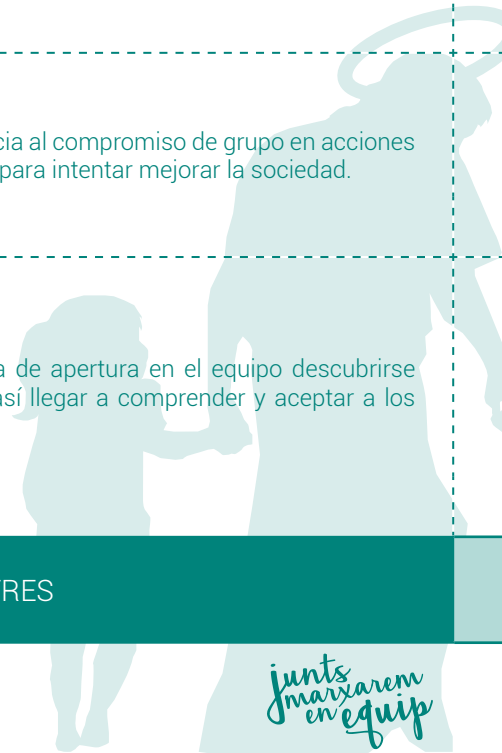 cia al compromiso de grupo en acciones
para intentar mejorar la sociedad.
a de apertura en el equipo descubrirse
así llegar a comprender y aceptar a los
TRES
junts
marxarem
en equip